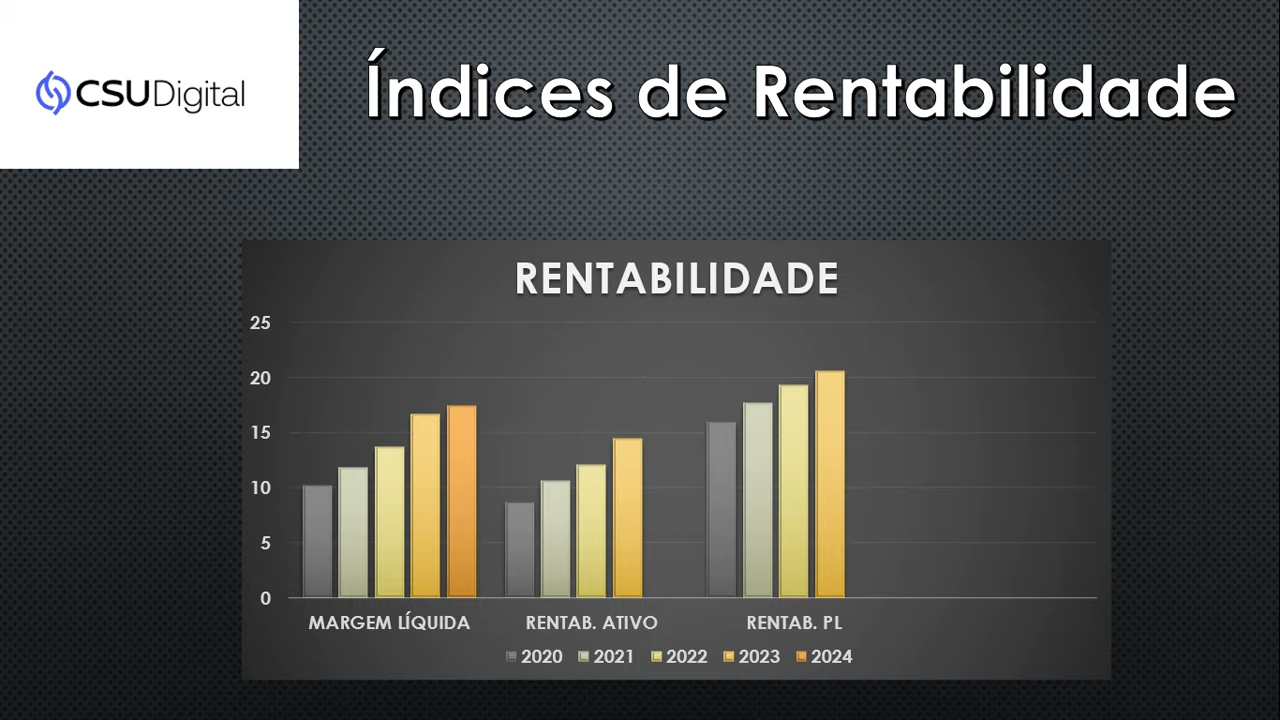 CSUDigital
Índices de Rentabilidade
RENTABILIDADE
25
20
15
10
5
0
MARGEM LÍQUIDA RENTAB. ATIVO RENTAB. PL
2020 2021 2022 2023 2024